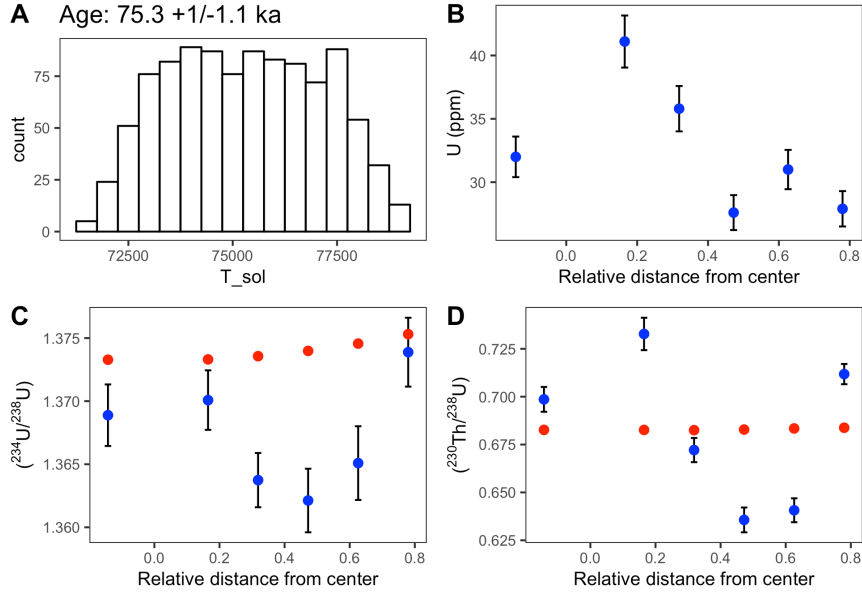 A Age: 75.3 +1/-1.1 ka
count
75
50
25
0
72500 75000 77500
T_sol
B
U (ppm)
40
35
30
0.0 0.2 0.4 0.6 0.8
Relative distance from center
C
(²³⁴U/²³⁸U)
1.375
1.370
1.365
1.360
0.0 0.2 0.4 0.6 0.8
Relative distance from center
D
(²³⁰Th/²³⁸U)
0.725
0.700
0.675
0.650
0.625
0.0 0.2 0.4 0.6 0.8
Relative distance from center